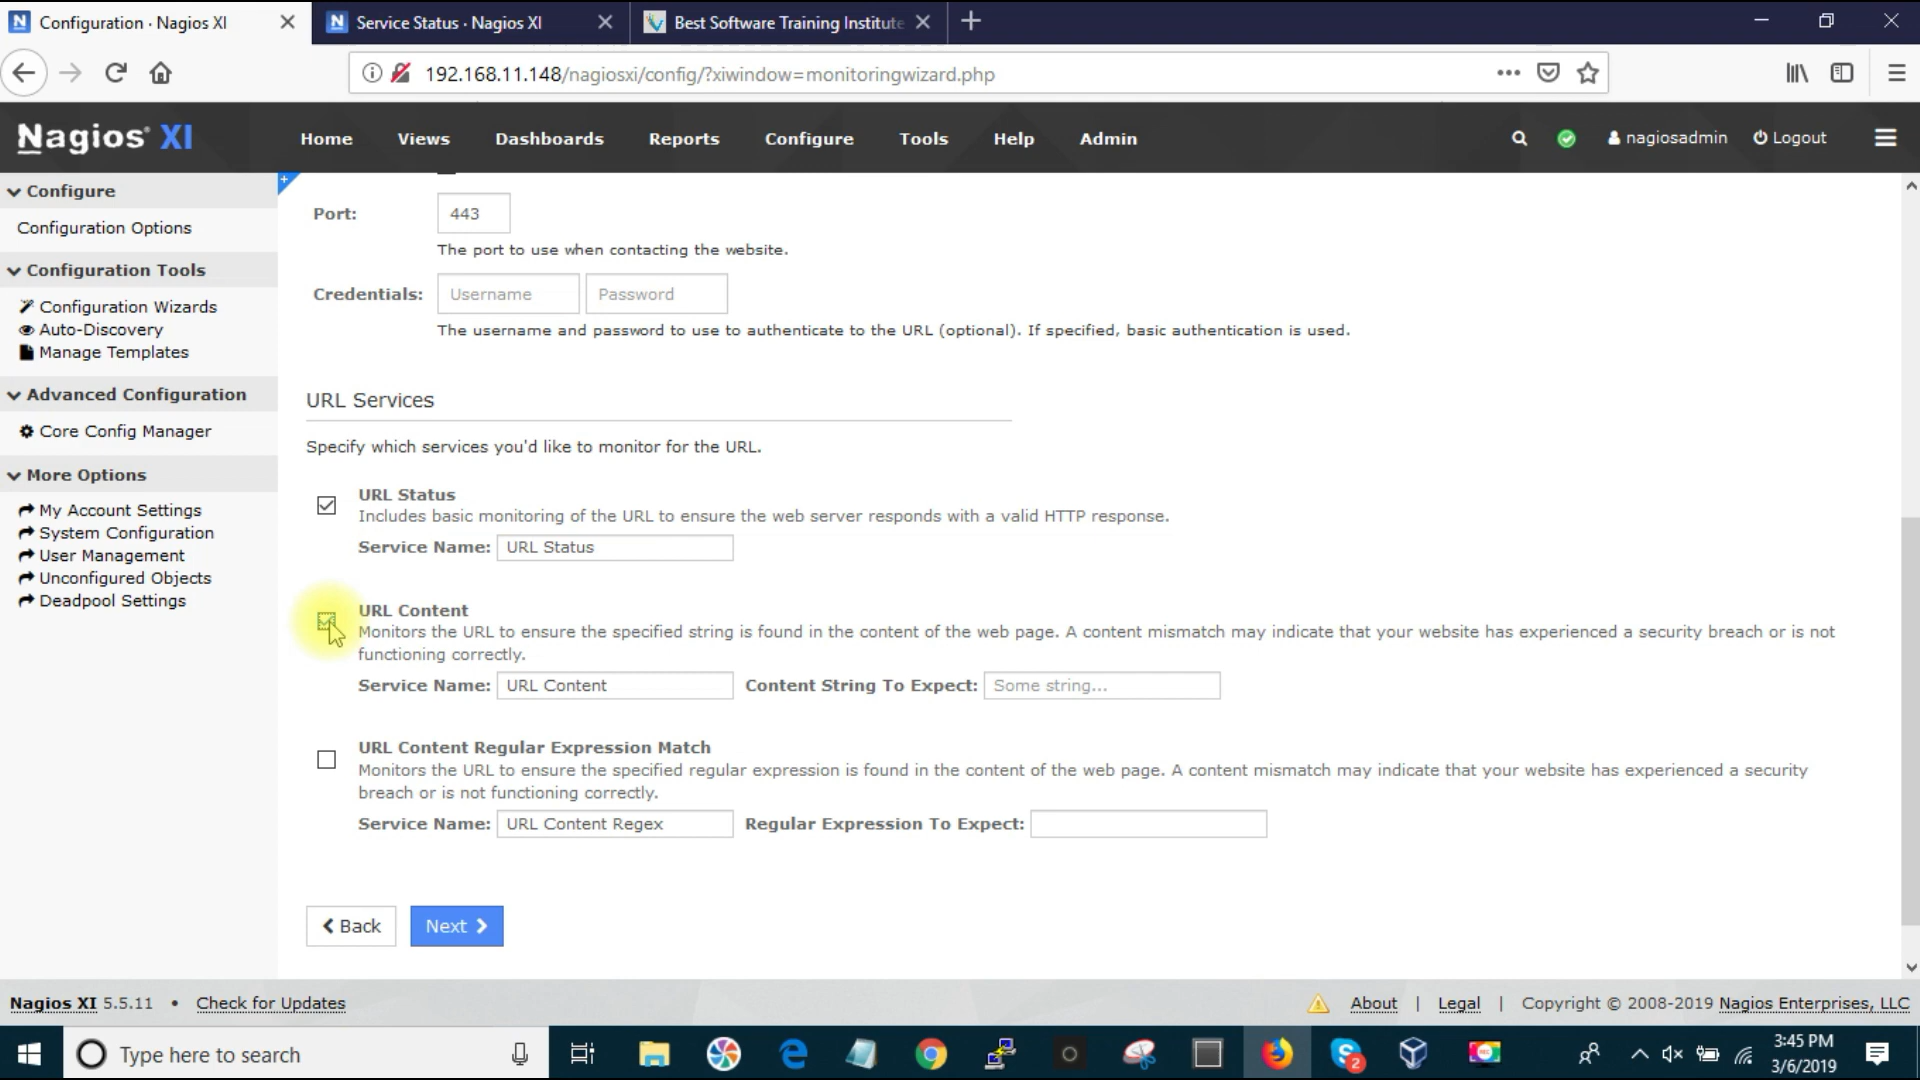 Configuration · Nagios XI
Service Status · Nagios XI
Best Software Training Institute
192.168.11.148/nagiosxi/config/?xiwindow=monitoringwizard.php
Nagios XI
Home Views Dashboards Reports Configure Tools Help Admin
nagiosadmin
Logout
Configure
Configuration Options
Configuration Tools
Configuration Wizards
Auto-Discovery
Manage Templates
Advanced Configuration
Core Config Manager
More Options
My Account Settings
System Configuration
User Management
Unconfigured Objects
Deadpool Settings
Port: 443
The port to use when contacting the website.
Credentials: Username Password
The username and password to use to authenticate to the URL (optional). If specified, basic authentication is used.
URL Services
Specify which services you'd like to monitor for the URL.
URL Status
Includes basic monitoring of the URL to ensure the web server responds with a valid HTTP response.
Service Name: URL Status
URL Content
Monitors the URL to ensure the specified string is found in the content of the web page. A content mismatch may indicate that your website has experienced a security breach or is not
functioning correctly.
Service Name: URL Content Content String To Expect: Some string...
URL Content Regular Expression Match
Monitors the URL to ensure the specified regular expression is found in the content of the web page. A content mismatch may indicate that your website has experienced a security
breach or is not functioning correctly.
Service Name: URL Content Regex Regular Expression To Expect:
Back
Next
Nagios XI 5.5.11 • Check for Updates
About | Legal | Copyright © 2008-2019 Nagios Enterprises, LLC
Type here to search
2
3:45 PM
3/6/2019